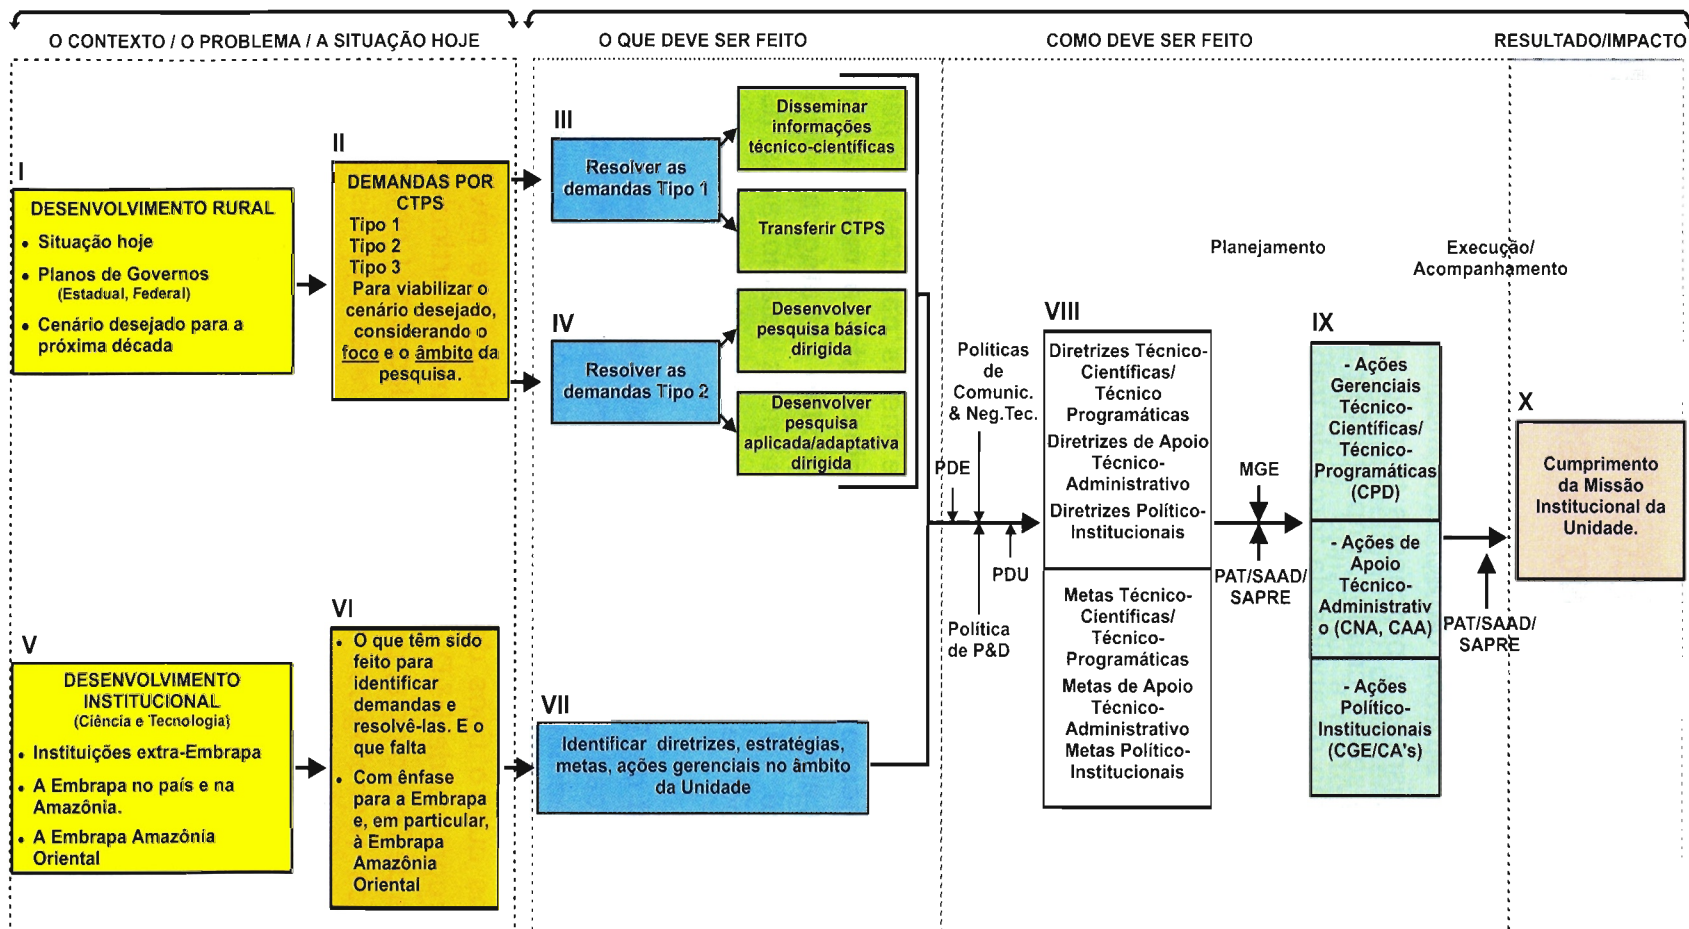 O CONTEXTO / O PROBLEMA / A SITUAÇÃO HOJE
O QUE DEVE SER FEITO
COMO DEVE SER FEITO
RESULTADO/IMPACTO
I
DESENVOLVIMENTO RURAL
• Situação hoje
• Planos de Governos
(Estadual, Federal)
• Cenário desejado para a
próxima década
II
DEMANDAS POR
CTPS
Tipo 1
Tipo 2
Tipo 3
Para viabilizar o
cenário desejado,
considerando o
foco e o âmbito da
pesquisa.
III
Resolver as
demandas Tipo 1
Disseminar
informações
técnico-científicas
Transferir CTPS
IV
Resolver as
demandas Tipo 2
Desenvolver
pesquisa básica
dirigida
Desenvolver
pesquisa
aplicada/adaptativa
dirigida
V
DESENVOLVIMENTO
INSTITUCIONAL
(Ciência e Tecnologia)
• Instituições extra-Embrapa
• A Embrapa no país e na
Amazônia.
• A Embrapa Amazônia
Oriental
VI
• O que têm sido
feito para
identificar
demandas e
resolvê-las. E o
que falta
• Com ênfase
para a Embrapa
e, em particular,
à Embrapa
Amazônia
Oriental
VII
Identificar diretrizes, estratégias,
metas, ações gerenciais no âmbito
da Unidade
Políticas
de
Comunic.
& Neg.Tec.
PDE
PDU
Política
de P&D
Planejamento
VIII
Diretrizes Técnico-
Científicas/
Técnico
Programáticas
Diretrizes de Apoio
Técnico-
Administrativo
Diretrizes Político-
Institucionais
Metas Técnico-
Científicas/
Técnico-
Programáticas
Metas de Apoio
Técnico-
Administrativo
Metas Político-
Institucionais
MGE
PAT/SAAD/
SAPRE
Execução/
Acompanhamento
IX
- Ações
Gerenciais
Técnico-
Científicas/
Técnico-
Programáticas
(CPD)
- Ações de
Apoio
Técnico-
Administrativ
o (CNA, CAA)
- Ações
Político-
Institucionais
(CGE/CA's)
PAT/SAAD/
SAPRE
X
Cumprimento
da Missão
Institucional da
Unidade.